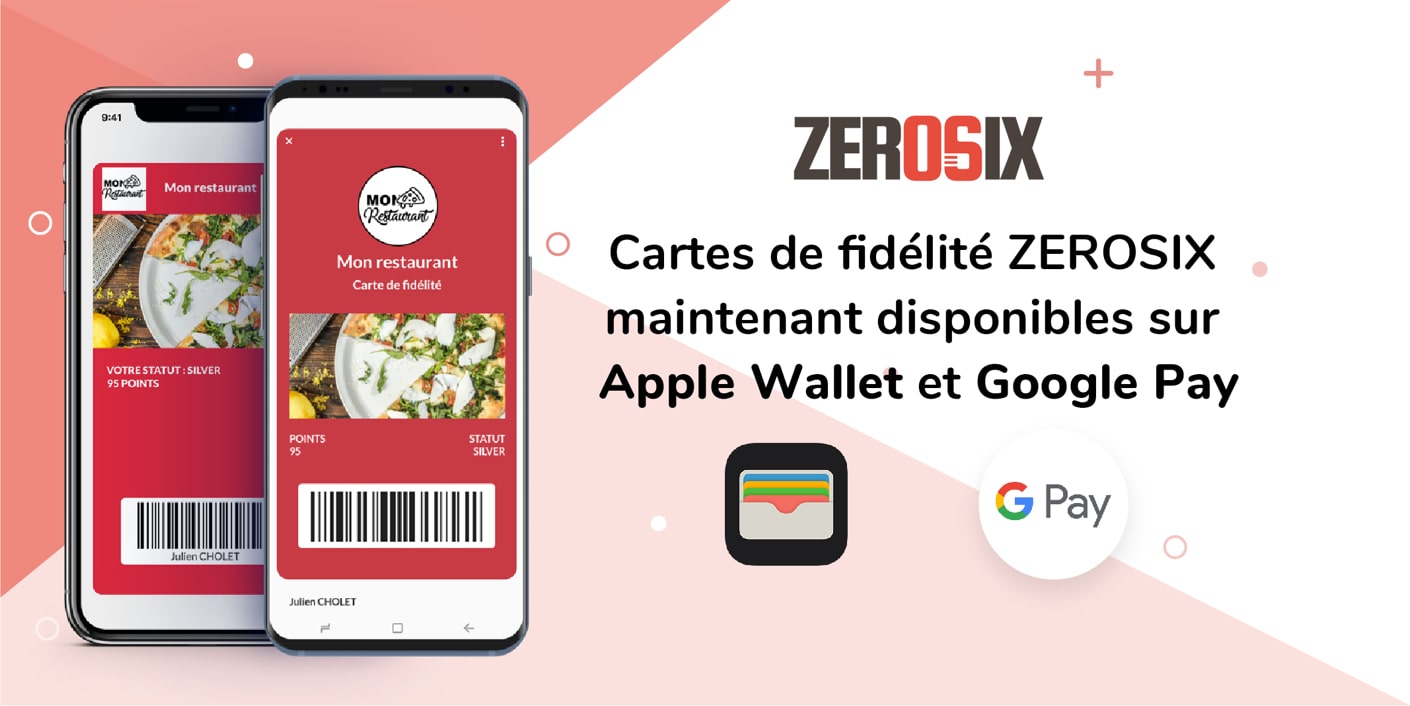 9:41
MON
Restaurant
Mon restaurant
VOTRE STATUT : SILVER
95 POINTS
Julien CHOLET
MON
Restaurant
Mon restaurant
Carte de fidélité
POINTS
95
STATUT
SILVER
Julien CHOLET
ZEROSIX
Cartes de fidélité ZEROSIX
maintenant disponibles sur
Apple Wallet et Google Pay
G Pay